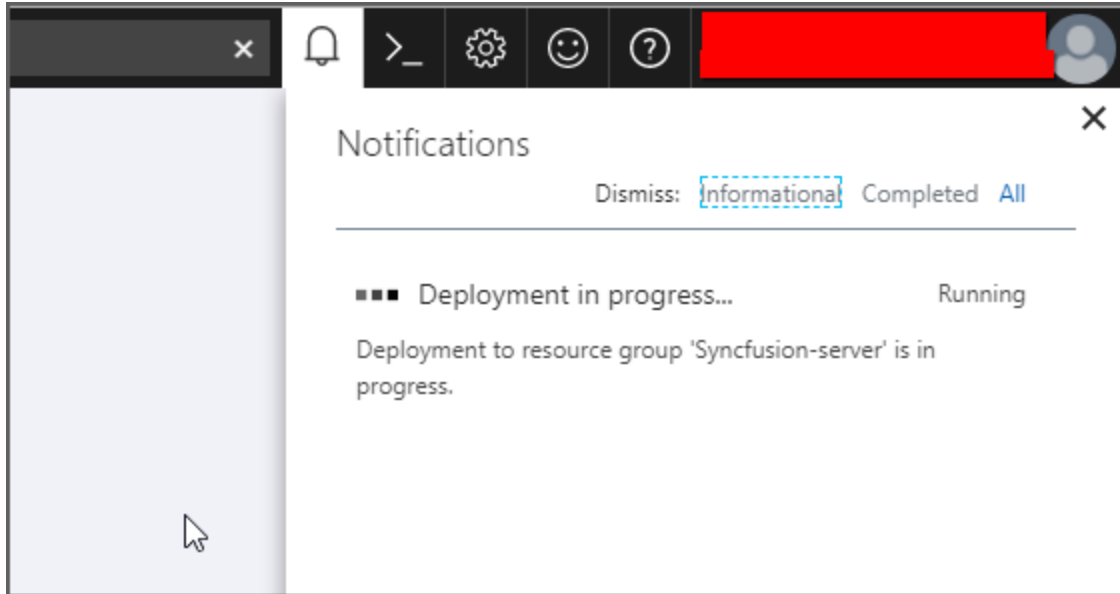 Notifications
Dismiss: Informational Completed All
Deployment in progress... Running
Deployment to resource group 'Syncfusion-server' is in
progress.